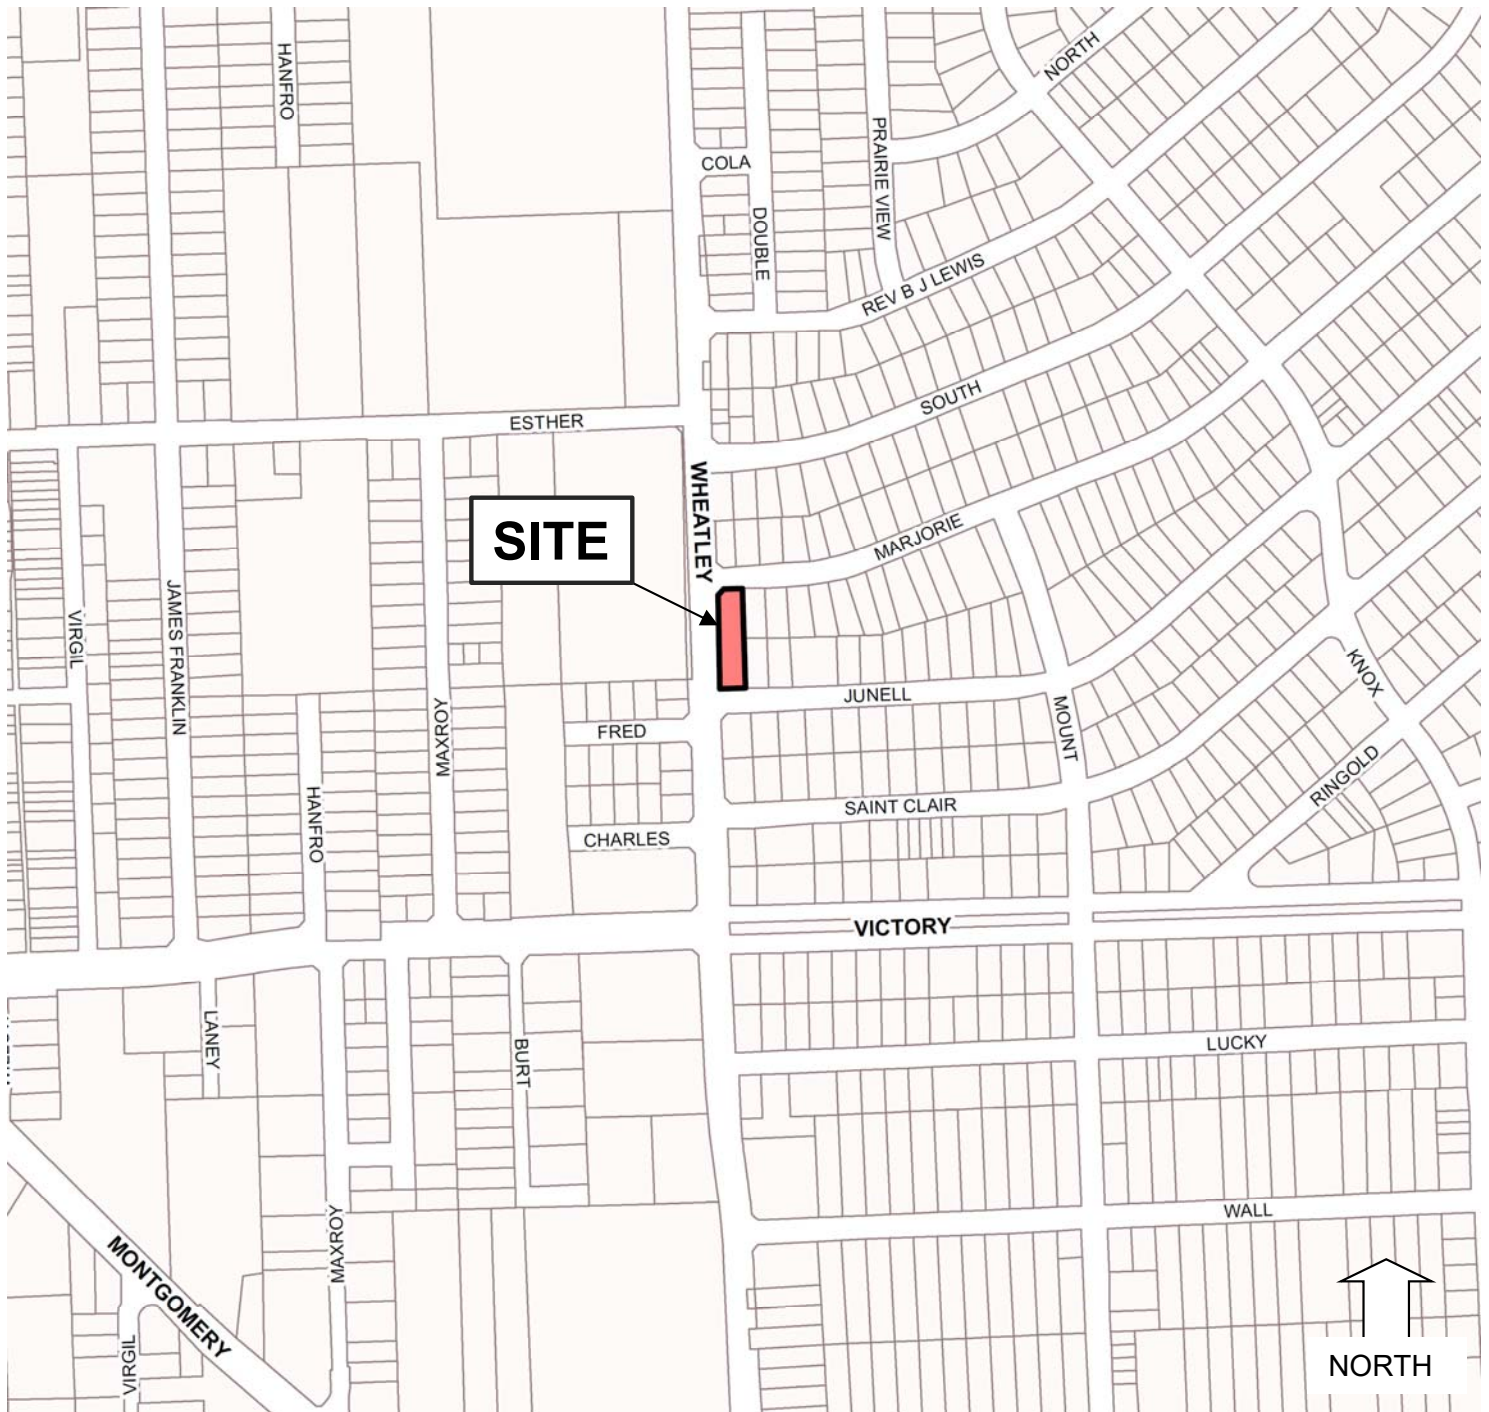 HANFRO
NORTH
PRAIRIE VIEW
COLA
DOUBLE
REV B J LEWIS
SOUTH
ESTHER
WHEATLEY
SITE
MARJORIE
JAMES FRANKLIN
VIRGIL
KNOX
JUNELL
MAXROY
MOUNT
FRED
RINGOLD
HANFRO
SAINT CLAIR
CHARLES
VICTORY
LANEY
BURT
LUCKY
WALL
MAXROY
MONTGOMERY
VIRGIL
NORTH